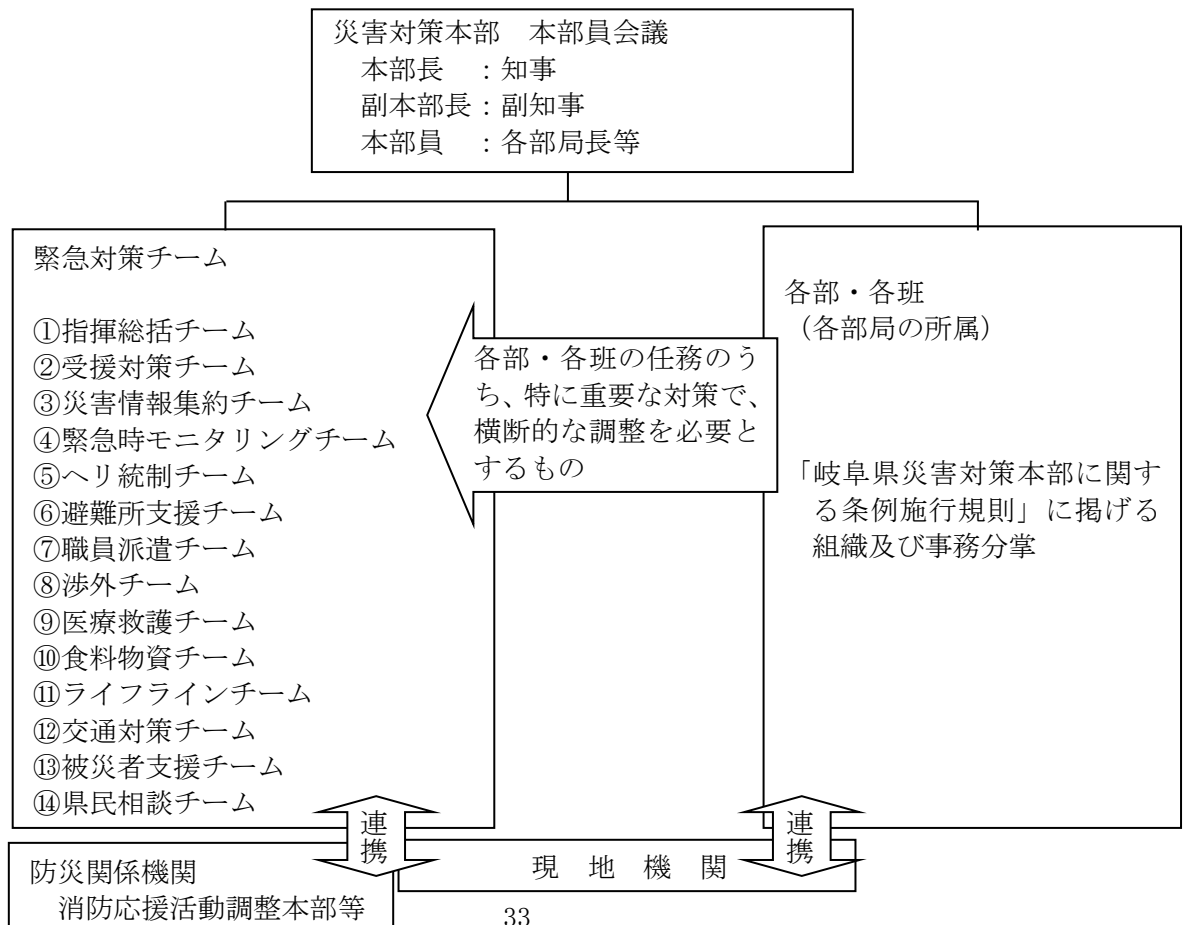 災害対策本部　本部員会議
本部長　：知事
副本部長：副知事
本部員　：各部局長等
緊急対策チーム
①指揮総括チーム
②受援対策チーム
③災害情報集約チーム
④緊急時モニタリングチーム
⑤ヘリ統制チーム
⑥避難所支援チーム
⑦職員派遣チーム
⑧渉外チーム
⑨医療救護チーム
⑩食料物資チーム
⑪ライフラインチーム
⑫交通対策チーム
⑬被災者支援チーム
⑭県民相談チーム
各部・各班の任務のう
ち、特に重要な対策で、
横断的な調整を必要と
するもの
各部・各班
（各部局の所属）
「岐阜県災害対策本部に関す
る条例施行規則」に掲げる
組織及び事務分掌
連携
連携
防災関係機関
消防応援活動調整本部等
現　地　機　関
33